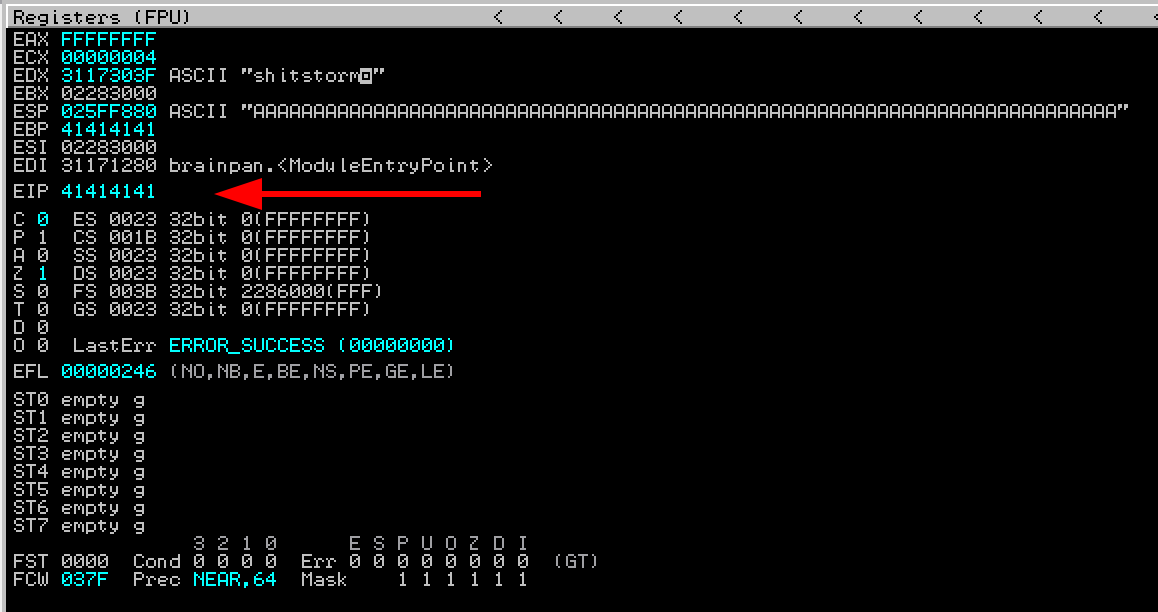 Registers (FPU) < < < < < < < < < < < <
EAX FFFFFFFF
ECX 00000004
EDX 3117303F ASCII "shitstorm◘"
EBX 02283000
ESP 025FF880 ASCII "AAAAAAAAAAAAAAAAAAAAAAAAAAAAAAAAAAAAAAAAAAAAAAAAAAAAAAAAAAAAAAAAAAAAAAAA"
EBP 41414141
ESI 02283000
EDI 31171280 brainpan.<ModuleEntryPoint>
EIP 41414141
C 0 ES 0023 32bit 0(FFFFFFFF)
P 1 CS 001B 32bit 0(FFFFFFFF)
A 0 SS 0023 32bit 0(FFFFFFFF)
Z 1 DS 0023 32bit 0(FFFFFFFF)
S 0 FS 003B 32bit 2286000(FFF)
T 0 GS 0023 32bit 0(FFFFFFFF)
D 0
O 0 LastErr ERROR_SUCCESS (00000000)
EFL 00000246 (NO,NB,E,BE,NS,PE,GE,LE)
ST0 empty g
ST1 empty g
ST2 empty g
ST3 empty g
ST4 empty g
ST5 empty g
ST6 empty g
ST7 empty g
3 2 1 0 E S P U O Z D I
FST 0000 Cond 0 0 0 0 Err 0 0 0 0 0 0 0 0 (GT)
FCW 037F Prec NEAR,64 Mask 1 1 1 1 1 1